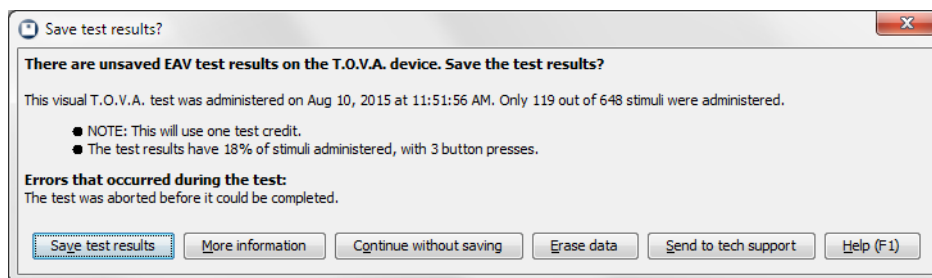 Save test results?
There are unsaved EAV test results on the T.O.V.A. device. Save the test results?
This visual T.O.V.A. test was administered on Aug 10, 2015 at 11:51:56 AM. Only 119 out of 648 stimuli were administered.
● NOTE: This will use one test credit.
● The test results have 18% of stimuli administered, with 3 button presses.
Errors that occurred during the test:
The test was aborted before it could be completed.
Save test results More information Continue without saving Erase data Send to tech support Help (F1)